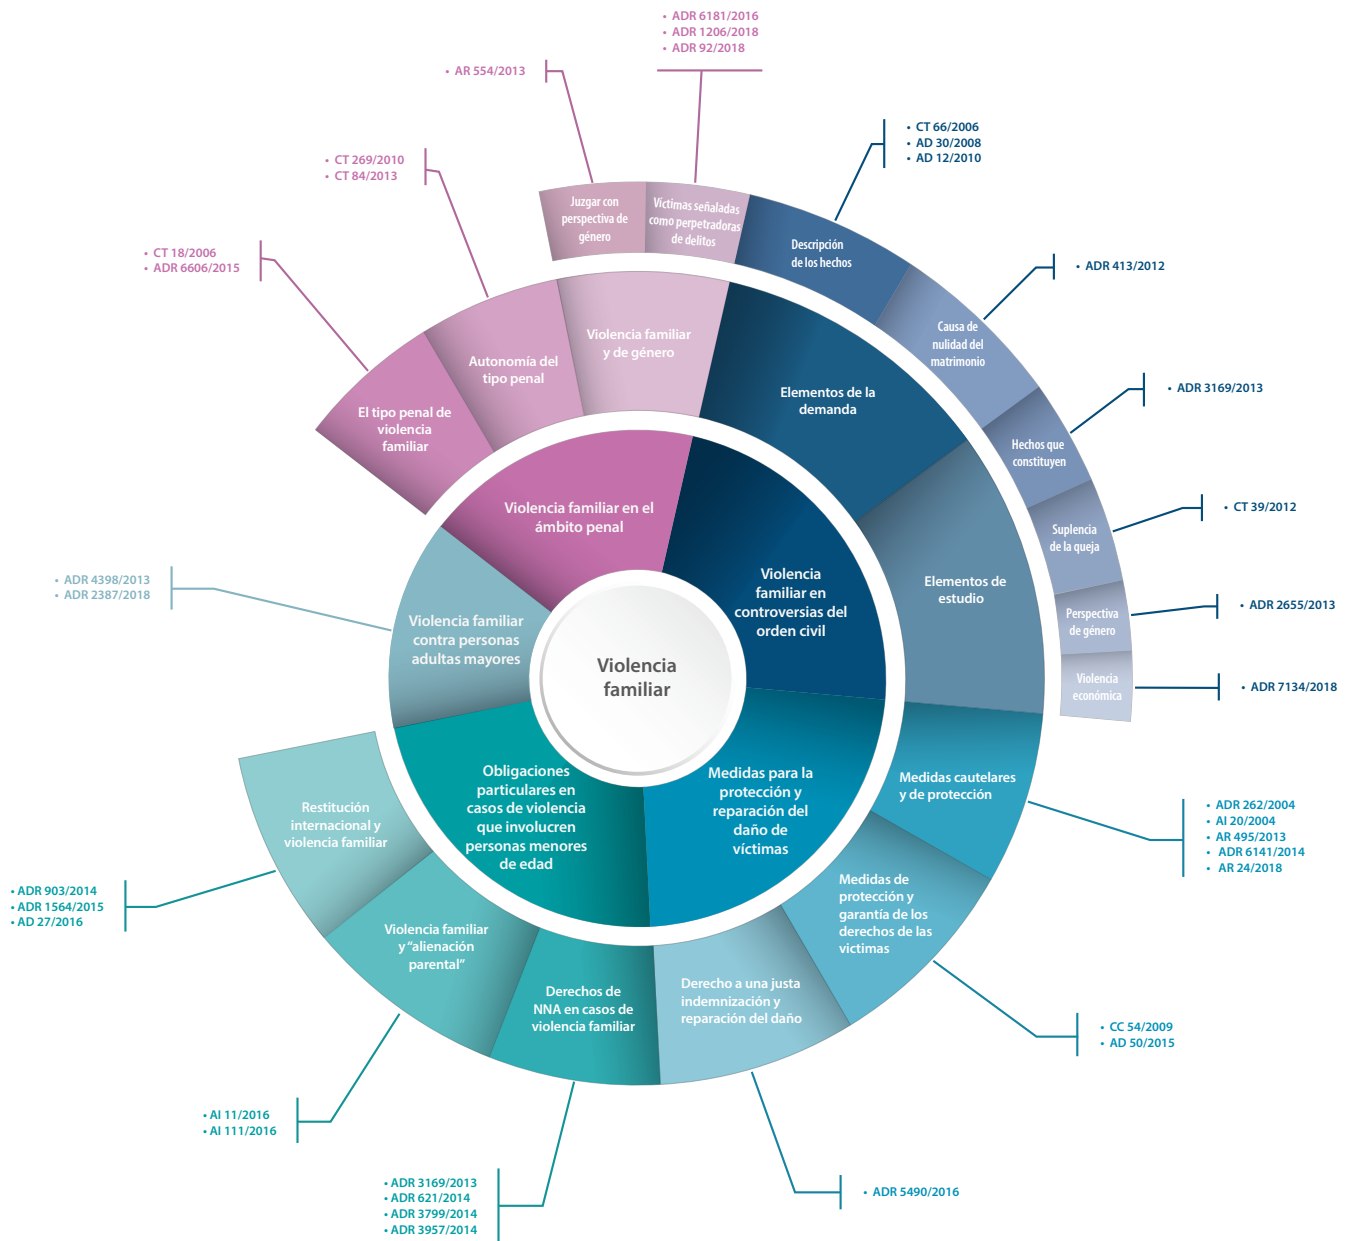 • ADR 6181/2016
• ADR 1206/2018
• ADR 92/2018
• AR 554/2013
• CT 66/2006
• AD 30/2008
• AD 12/2010
• CT 269/2010
• CT 84/2013
• CT 18/2006
• ADR 6606/2015
• ADR 413/2012
• ADR 3169/2013
• CT 39/2012
• ADR 2655/2013
• ADR 7134/2018
Juzgar con
perspectiva de
género
Víctimas señaladas
como perpetradoras
de delitos
Descripción
de los hechos
Causa de
nulidad del
matrimonio
Hechos que
constituyen
Suplencia
de la queja
Perspectiva
de género
Violencia
económica
El tipo penal de
violencia
familiar
Autonomía del
tipo penal
Violencia familiar
y de género
Elementos de la
demanda
Elementos de
estudio
Violencia familiar en el
ámbito penal
Violencia
familiar en
controversias del
orden civil
• ADR 4398/2013
• ADR 2387/2018
Violencia familiar
contra personas
adultas mayores
Violencia
familiar
Obligaciones
particulares en
casos de violencia
que involucren
personas menores
de edad
Medidas para la
protección y
reparación del
daño de
víctimas
Medidas cautelares
y de protección
• ADR 262/2004
• AI 20/2004
• AR 495/2013
• ADR 6141/2014
• AR 24/2018
Restitución
internacional y
violencia familiar
• ADR 903/2014
• ADR 1564/2015
• AD 27/2016
Violencia familiar
y “alienación
parental”
Derechos de
NNA en casos de
violencia familiar
Derecho a una justa
indemnización y
reparación del daño
Medidas de
protección y
garantía de los
derechos de las
victimas
• CC 54/2009
• AD 50/2015
• AI 11/2016
• AI 111/2016
• ADR 3169/2013
• ADR 621/2014
• ADR 3799/2014
• ADR 3957/2014
• ADR 5490/2016